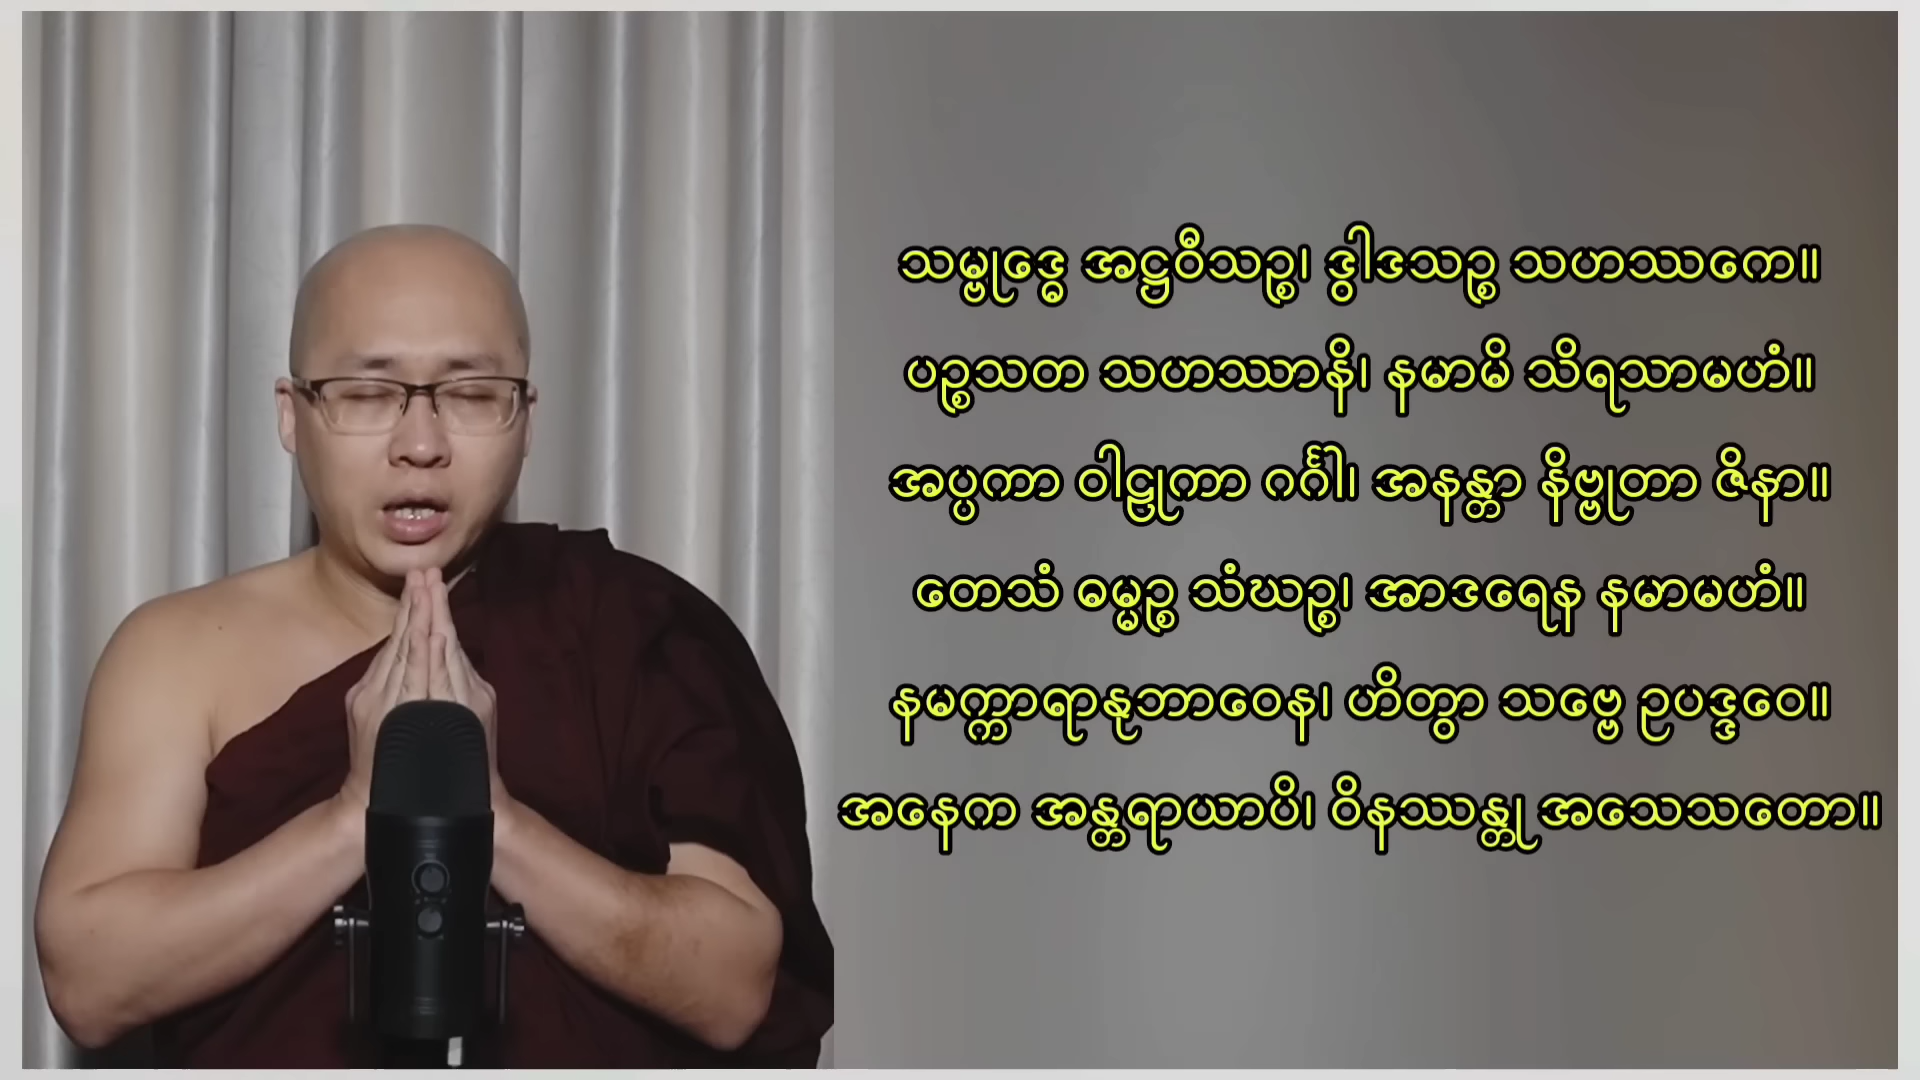 သမ္ဗုဒ္ဓေ အဋ္ဌဝီသဉ္စ၊ ဒွါဒသဉ္စ သဟဿကေ။
ပဉ္စသတ သဟဿာနိ၊ နမာမိ သိရသာမဟံ။
အပ္ပကာ ဝါဠုကာ ဂင်္ဂါ၊ အနန္တာ နိဗ္ဗုတာ ဇိနာ။
တေသံ ဓမ္မဉ္စ သံဃဉ္စ၊ အာဒရေန နမာမဟံ။
နမက္ကာရာနုဘာဝေန၊ ဟိတွာ သဗ္ဗေ ဥပဒ္ဒဝေ။
အနေက အန္တရာယာပိ၊ ဝိနဿန္တု အသေသတော။